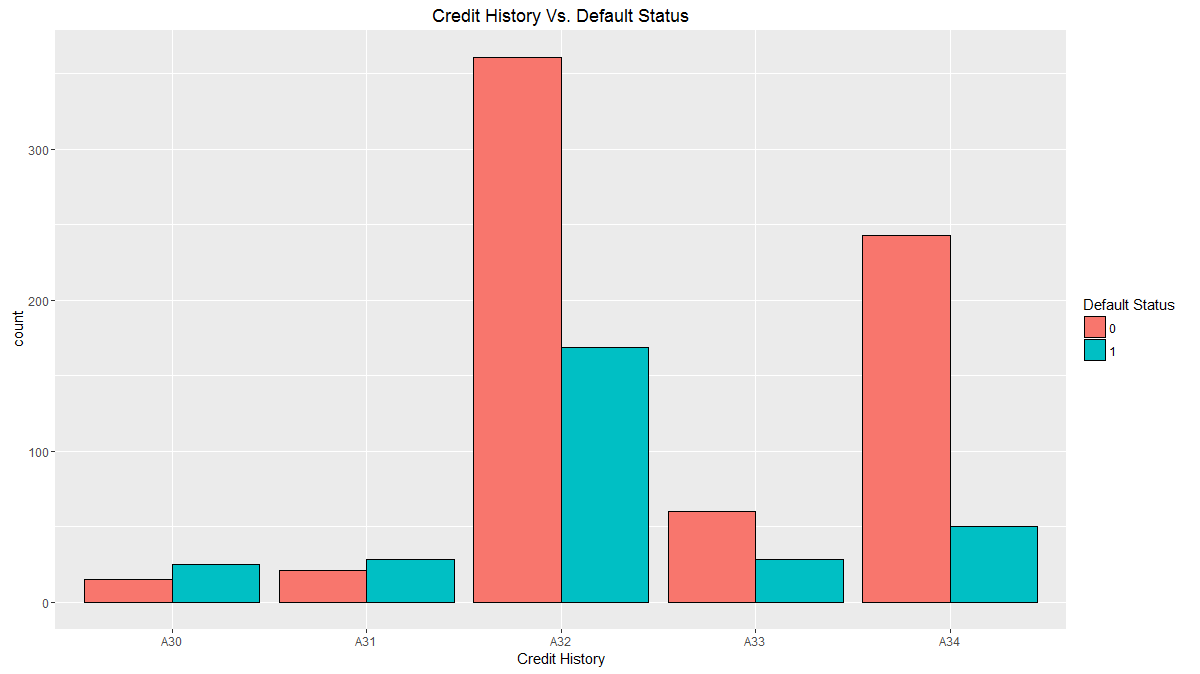 Credit History Vs. Default Status
300
200
100
0
count
A30 A31 A32 A33 A34
Credit History
Default Status
0
1